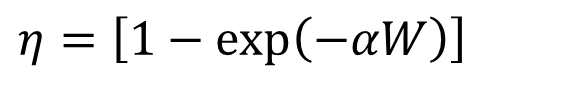 η = [1 − exp(−αW)]